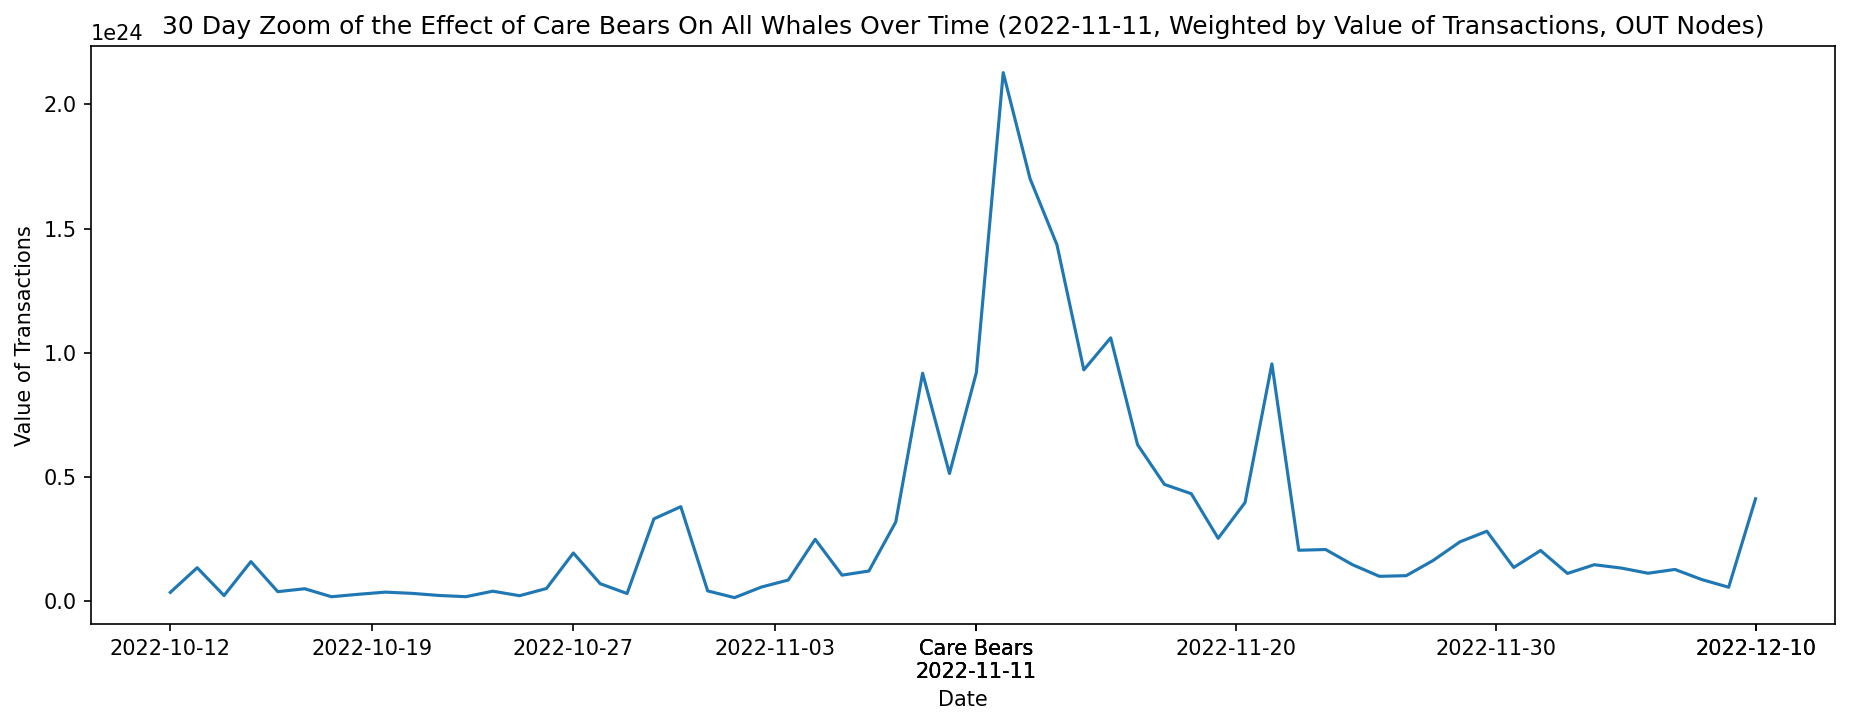 30 Day Zoom of the Effect of Care Bears On All Whales Over Time (2022-11-11, Weighted by Value of Transactions, OUT Nodes)
1e24
2.0
1.5
1.0
0.5
0.0
Value of Transactions
2022-10-12 2022-10-19 2022-10-27 2022-11-03 Care Bears 2022-11-20 2022-11-30 2022-12-10
2022-11-11
Date